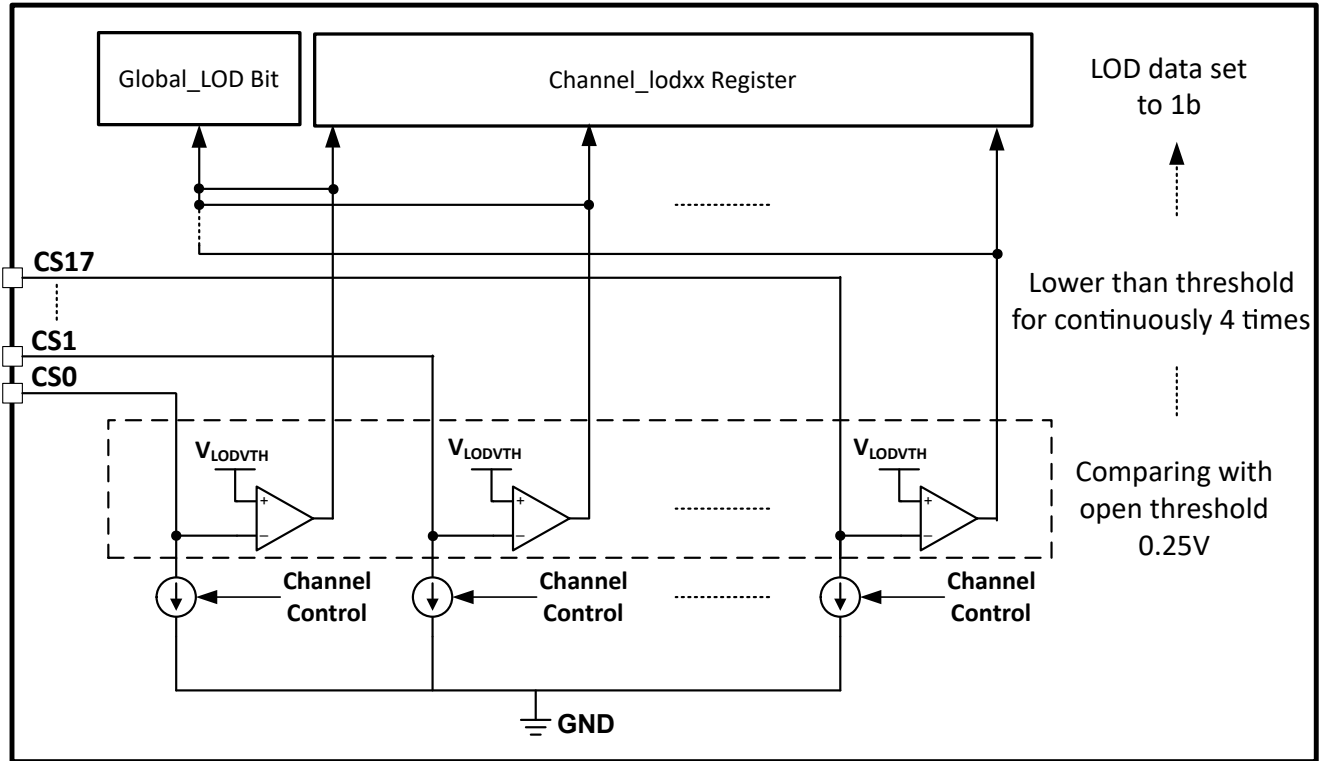 Global_LOD Bit
Channel_lodxx Register
LOD data set
to 1b
CS17
Lower than threshold
for continuously 4 times
CS1
CS0
VLODVTH
+
−
VLODVTH
+
−
VLODVTH
+
−
Comparing with
open threshold
0.25V
Channel
Control
Channel
Control
Channel
Control
GND